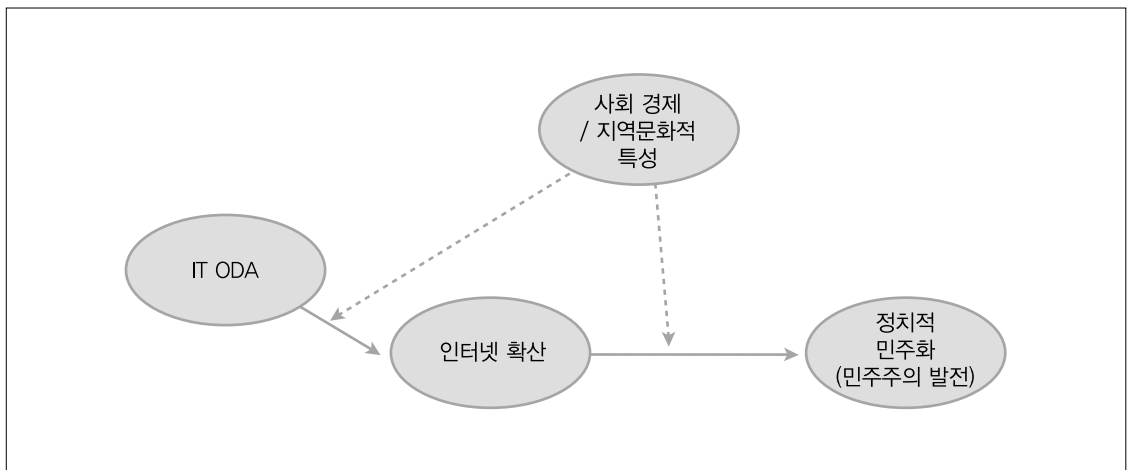 사회 경제
/ 지역문화적
특성
IT ODA
인터넷 확산
정치적
민주화
(민주주의 발전)